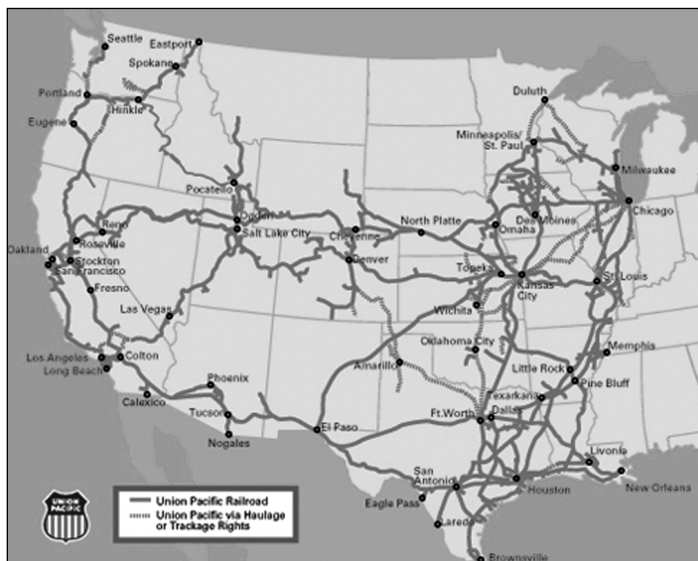 Seattle
Eastport
Spokane
Portland
Hinkle
Eugene
Duluth
Minneapolis/
St. Paul
Milwaukee
Pocatello
Chicago
Ogden
Salt Lake City
Reno
Roseville
Cheyenne
North Platte
Omaha
Des Moines
Oakland
Stockton
San Francisco
Denver
Topeka
Kansas
City
St. Louis
Fresno
Las Vegas
Wichita
Oklahoma City
Memphis
Los Angeles
Long Beach
Colton
Amarillo
Little Rock
Pine Bluff
Phoenix
Calexico
Texarkana
Tucson
Ft.Worth
Dallas
Nogales
El Paso
Livonia
San
Antonio
Houston
New Orleans
Eagle Pass
Laredo
Brownsville
UNION
PACIFIC
Union Pacific Railroad
Union Pacific via Haulage
or Trackage Rights